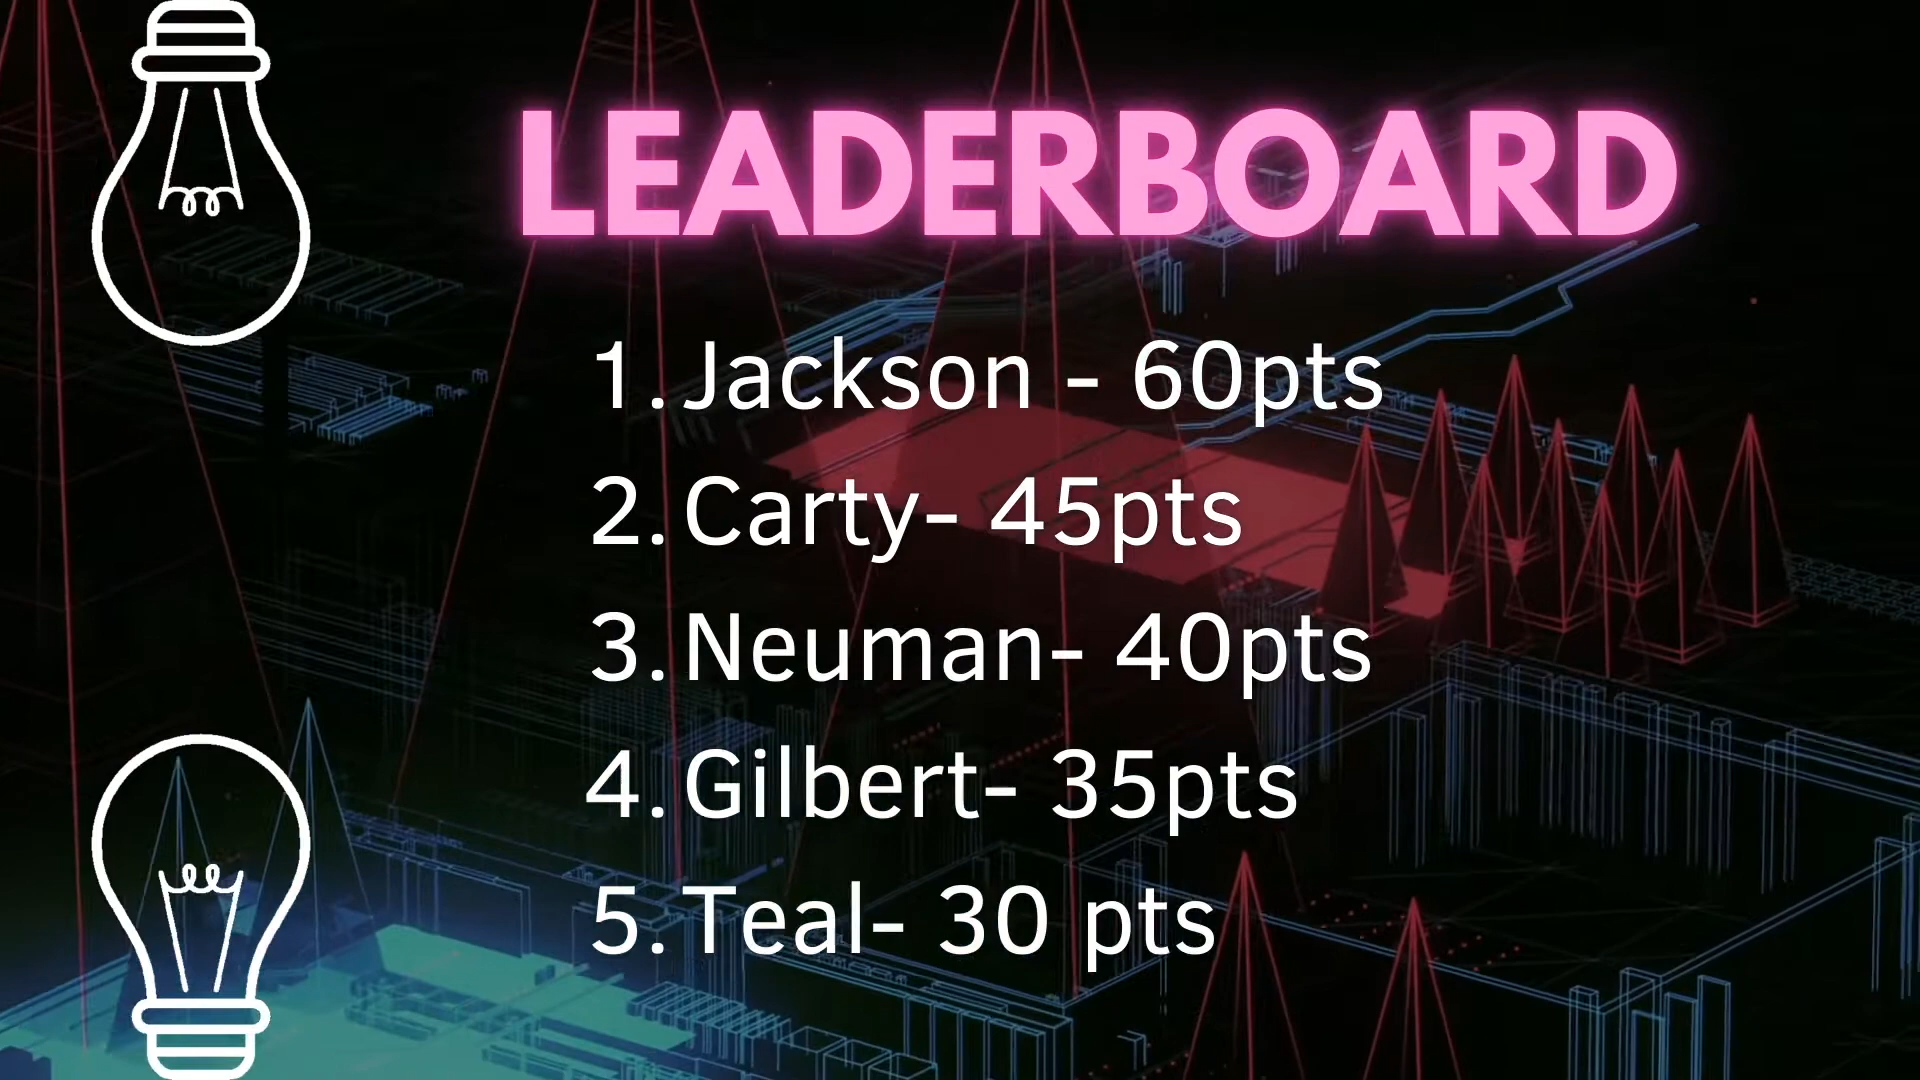 LEADERBOARD
1. Jackson - 60pts
2. Carty- 45pts
3. Neuman- 40pts
4. Gilbert- 35pts
5. Teal- 30 pts